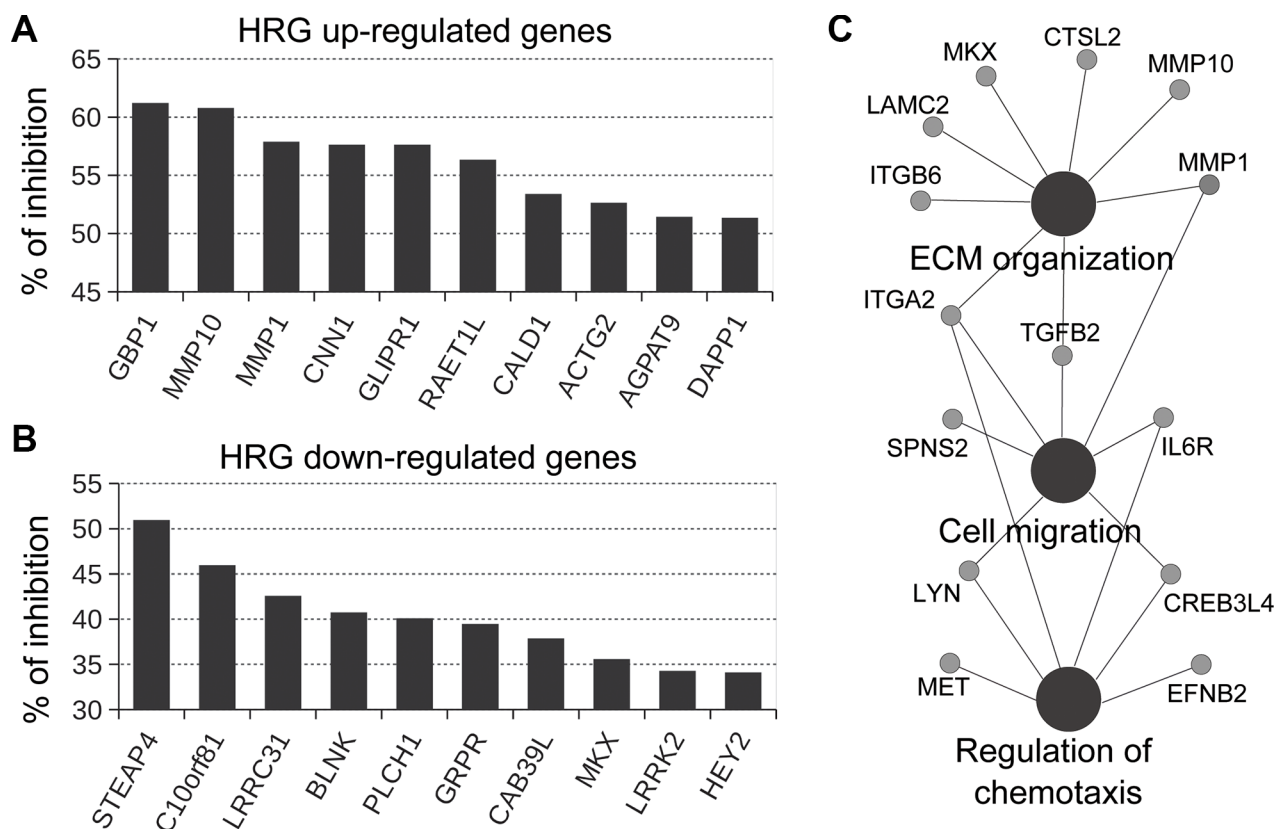 A
HRG up-regulated genes
% of inhibition
65
60
55
50
45
GBP1
MMP10
MMP1
CNN1
GLIPR1
RAET1L
CALD1
ACTG2
AGPAT9
DAPP1
B
HRG down-regulated genes
% of inhibition
55
50
45
40
35
30
STEAP4
C10orf81
LRRC31
BLNK
PLCH1
GRPR
CAB39L
MKX
LRRK2
HEY2
C
CTSL2
MKX
MMP10
LAMC2
MMP1
ITGB6
ECM organization
ITGA2
TGFB2
SPNS2
IL6R
Cell migration
LYN
CREB3L4
MET
EFNB2
Regulation of
chemotaxis